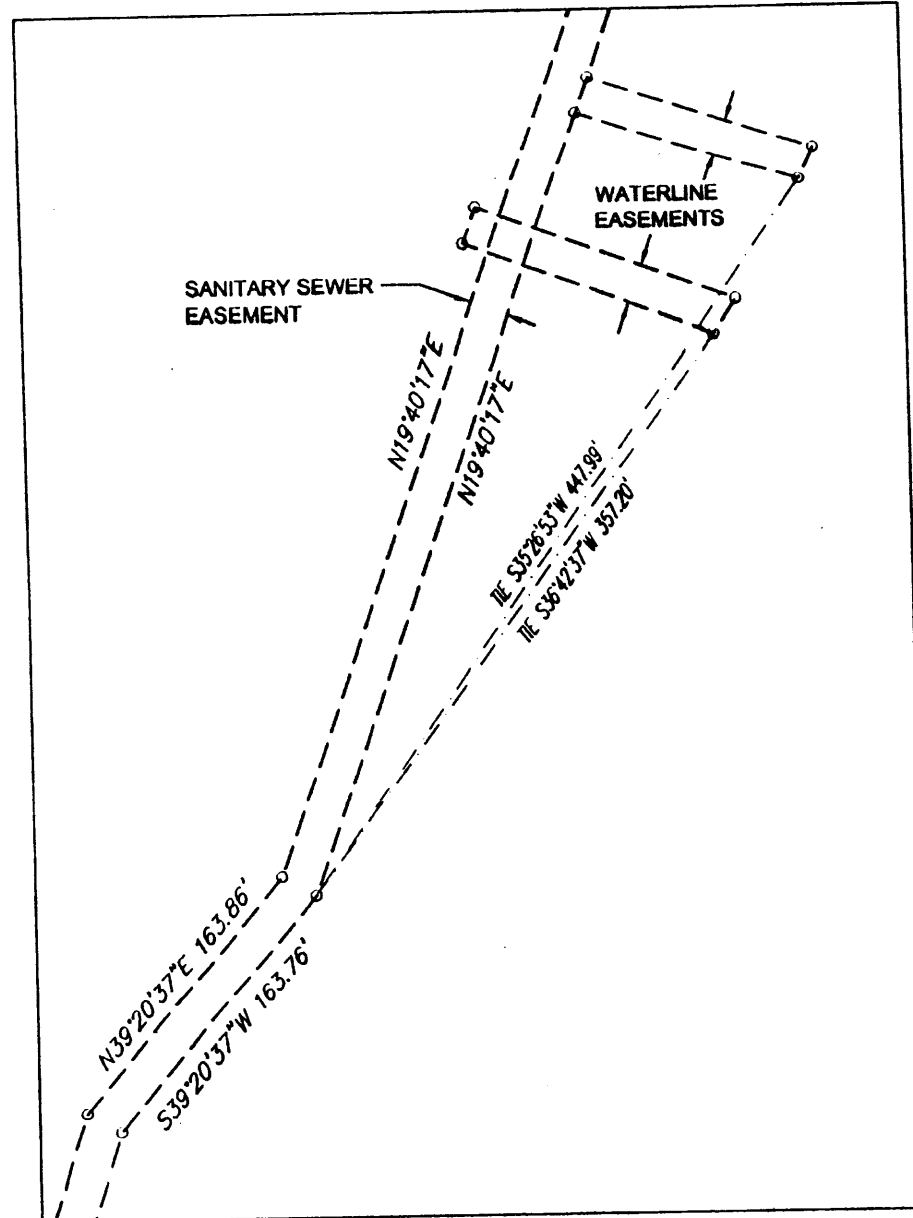 WATERLINE
EASEMENTS
SANITARY SEWER
EASEMENT
N19°40'17"E
N19°40'17"E
TIE S35°26'53"W 447.99'
TIE S36°42'37"W 357.20'
N39°20'37"E 163.86'
S39°20'37"W 163.76'